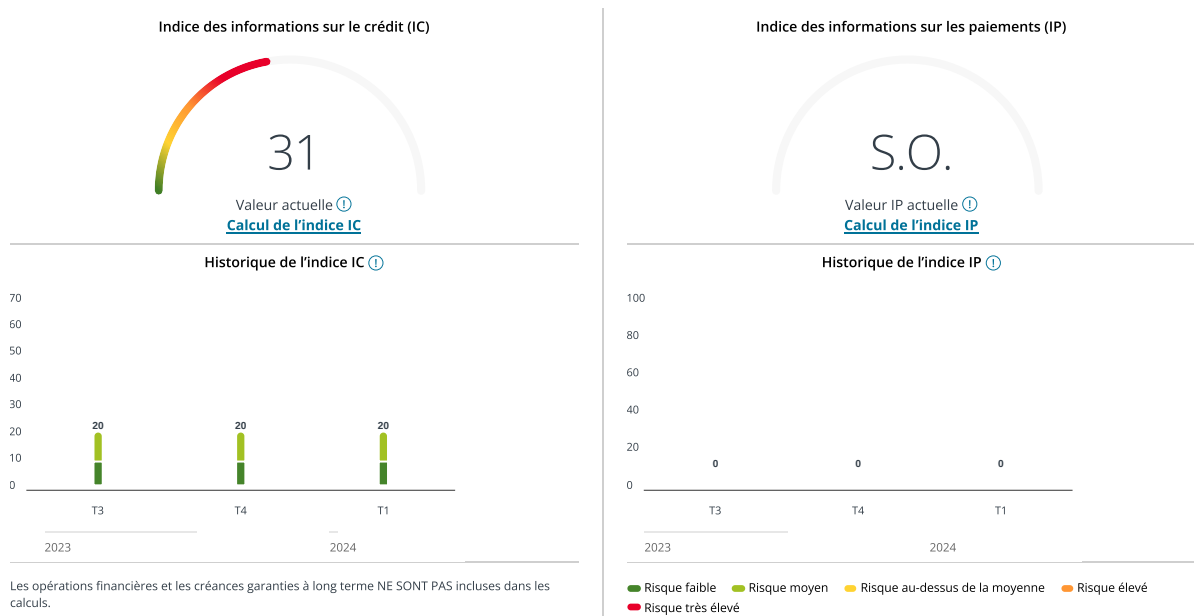 Indice des informations sur le crédit (IC)
31
Valeur actuelle
Calcul de l'indice IC
Historique de l'indice IC
70
60
50
40
30
20
10
0
20
20
20
T3
T4
T1
2023
2024
Les opérations financières et les créances garanties à long terme NE SONT PAS incluses dans les
calculs.
Indice des informations sur les paiements (IP)
S.O.
Valeur IP actuelle
Calcul de l'indice IP
Historique de l'indice IP
100
80
60
40
20
0
0
0
0
T3
T4
T1
2023
2024
Risque faible
Risque moyen
Risque au-dessus de la moyenne
Risque élevé
Risque très élevé